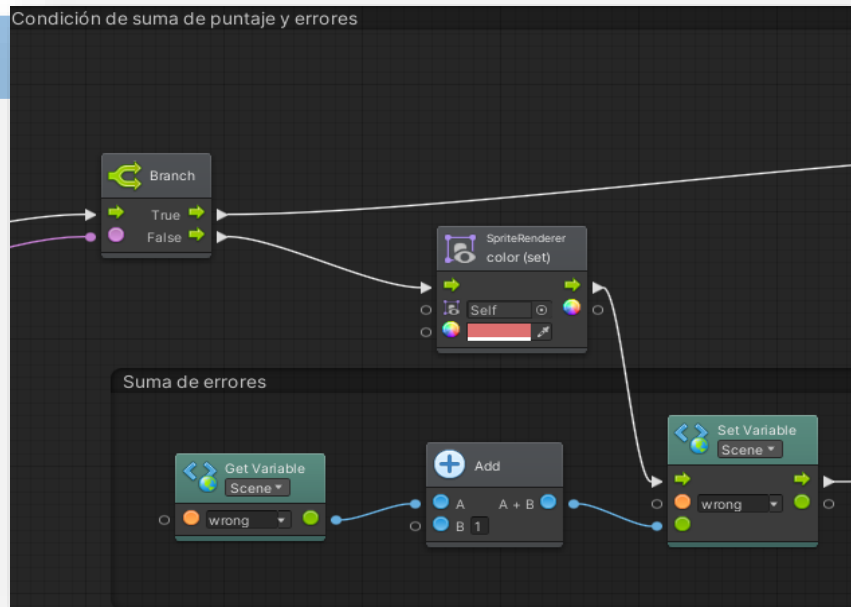 Condición de suma de puntaje y errores
Branch
True
False
SpriteRenderer
color (set)
Self
Suma de errores
Get Variable
Scene
wrong
Add
A A + B
B 1
Set Variable
Scene
wrong